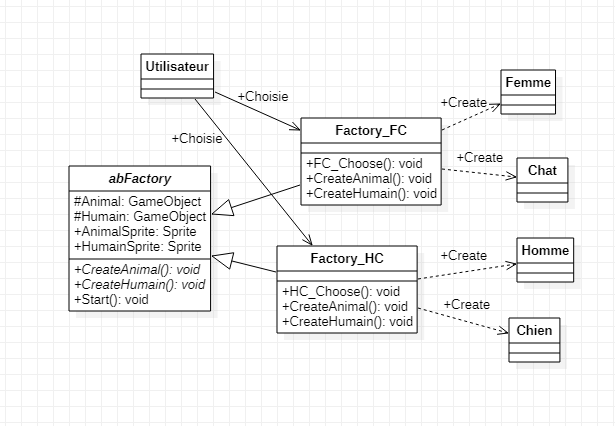 Utilisateur
+Choisie
+Choisie
Factory_FC
+FC_Choose(): void
+CreateAnimal(): void
+CreateHumain(): void
+Create
Femme
+Create
Chat
abFactory
#Animal: GameObject
#Humain: GameObject
+AnimalSprite: Sprite
+HumainSprite: Sprite
+CreateAnimal(): void
+CreateHumain(): void
+Start(): void
Factory_HC
+HC_Choose(): void
+CreateAnimal(): void
+CreateHumain(): void
+Create
Homme
+Create
Chien